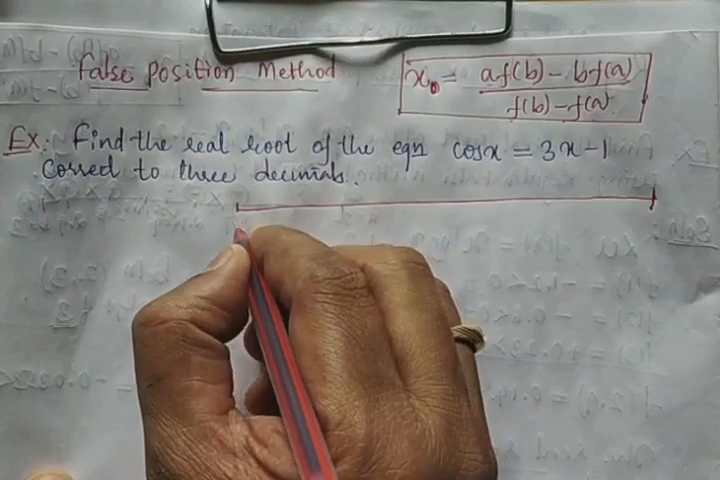 False Position Method
x₀ = af(b) - bf(a) / f(b) - f(a)
Ex: Find the real root of the eqn cosx = 3x-1
Correct to three decimals.